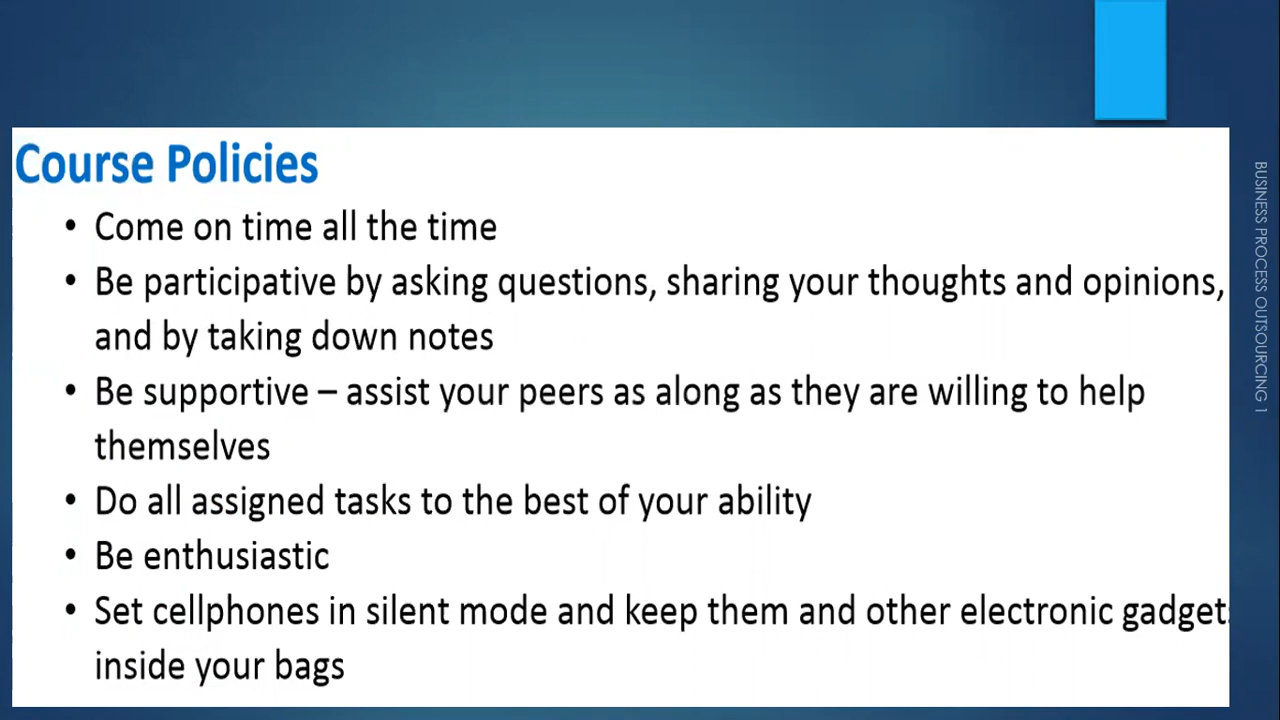 Course Policies
• Come on time all the time
• Be participative by asking questions, sharing your thoughts and opinions,
and by taking down notes
• Be supportive – assist your peers as along as they are willing to help
themselves
• Do all assigned tasks to the best of your ability
• Be enthusiastic
• Set cellphones in silent mode and keep them and other electronic gadgets
inside your bags
BUSINESS PROCESS OUTSOURCING 1